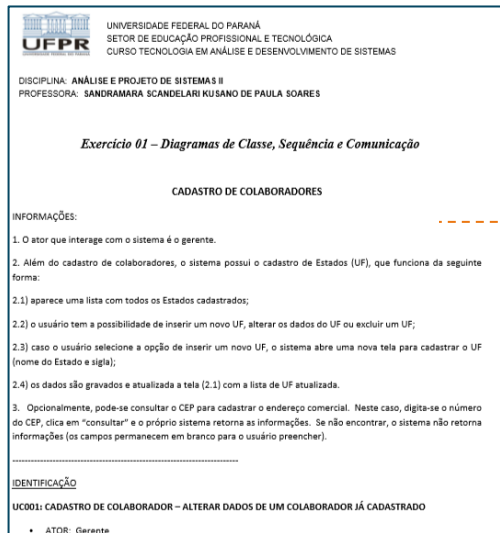 UFPR
UNIVERSIDADE FEDERAL DO PARANÁ
SETOR DE EDUCAÇÃO PROFISSIONAL E TECNOLÓGICA
CURSO TECNOLOGIA EM ANÁLISE E DESENVOLVIMENTO DE SISTEMAS
DISCIPLINA: ANÁLISE E PROJETO DE SISTEMAS II
PROFESSORA: SANDRAMARA SCANDELARI KUSANO DE PAULA SOARES
Exercício 01 – Diagramas de Classe, Sequência e Comunicação
CADASTRO DE COLABORADORES
INFORMAÇÕES:
1. O ator que interage com o sistema é o gerente.
2. Além do cadastro de colaboradores, o sistema possui o cadastro de Estados (UF), que funciona da seguinte
forma:
2.1) aparece uma lista com todos os Estados cadastrados;
2.2) o usuário tem a possibilidade de inserir um novo UF, alterar os dados do UF ou excluir um UF;
2.3) caso o usuário selecione a opção de inserir um novo UF, o sistema abre uma nova tela para cadastrar o UF
(nome do Estado e sigla);
2.4) os dados são gravados e atualizada a tela (2.1) com a lista de UF atualizada.
3. Opcionalmente, pode-se consultar o CEP para cadastrar o endereço comercial. Neste caso, digita-se o número
do CEP, clica em “consultar” e o próprio sistema retorna as informações. Se não encontrar, o sistema não retorna
informações (os campos permanecem em branco para o usuário preencher).
IDENTIFICAÇÃO
UC001: CADASTRO DE COLABORADOR – ALTERAR DADOS DE UM COLABORADOR JÁ CADASTRADO
• ATOR: Gerente